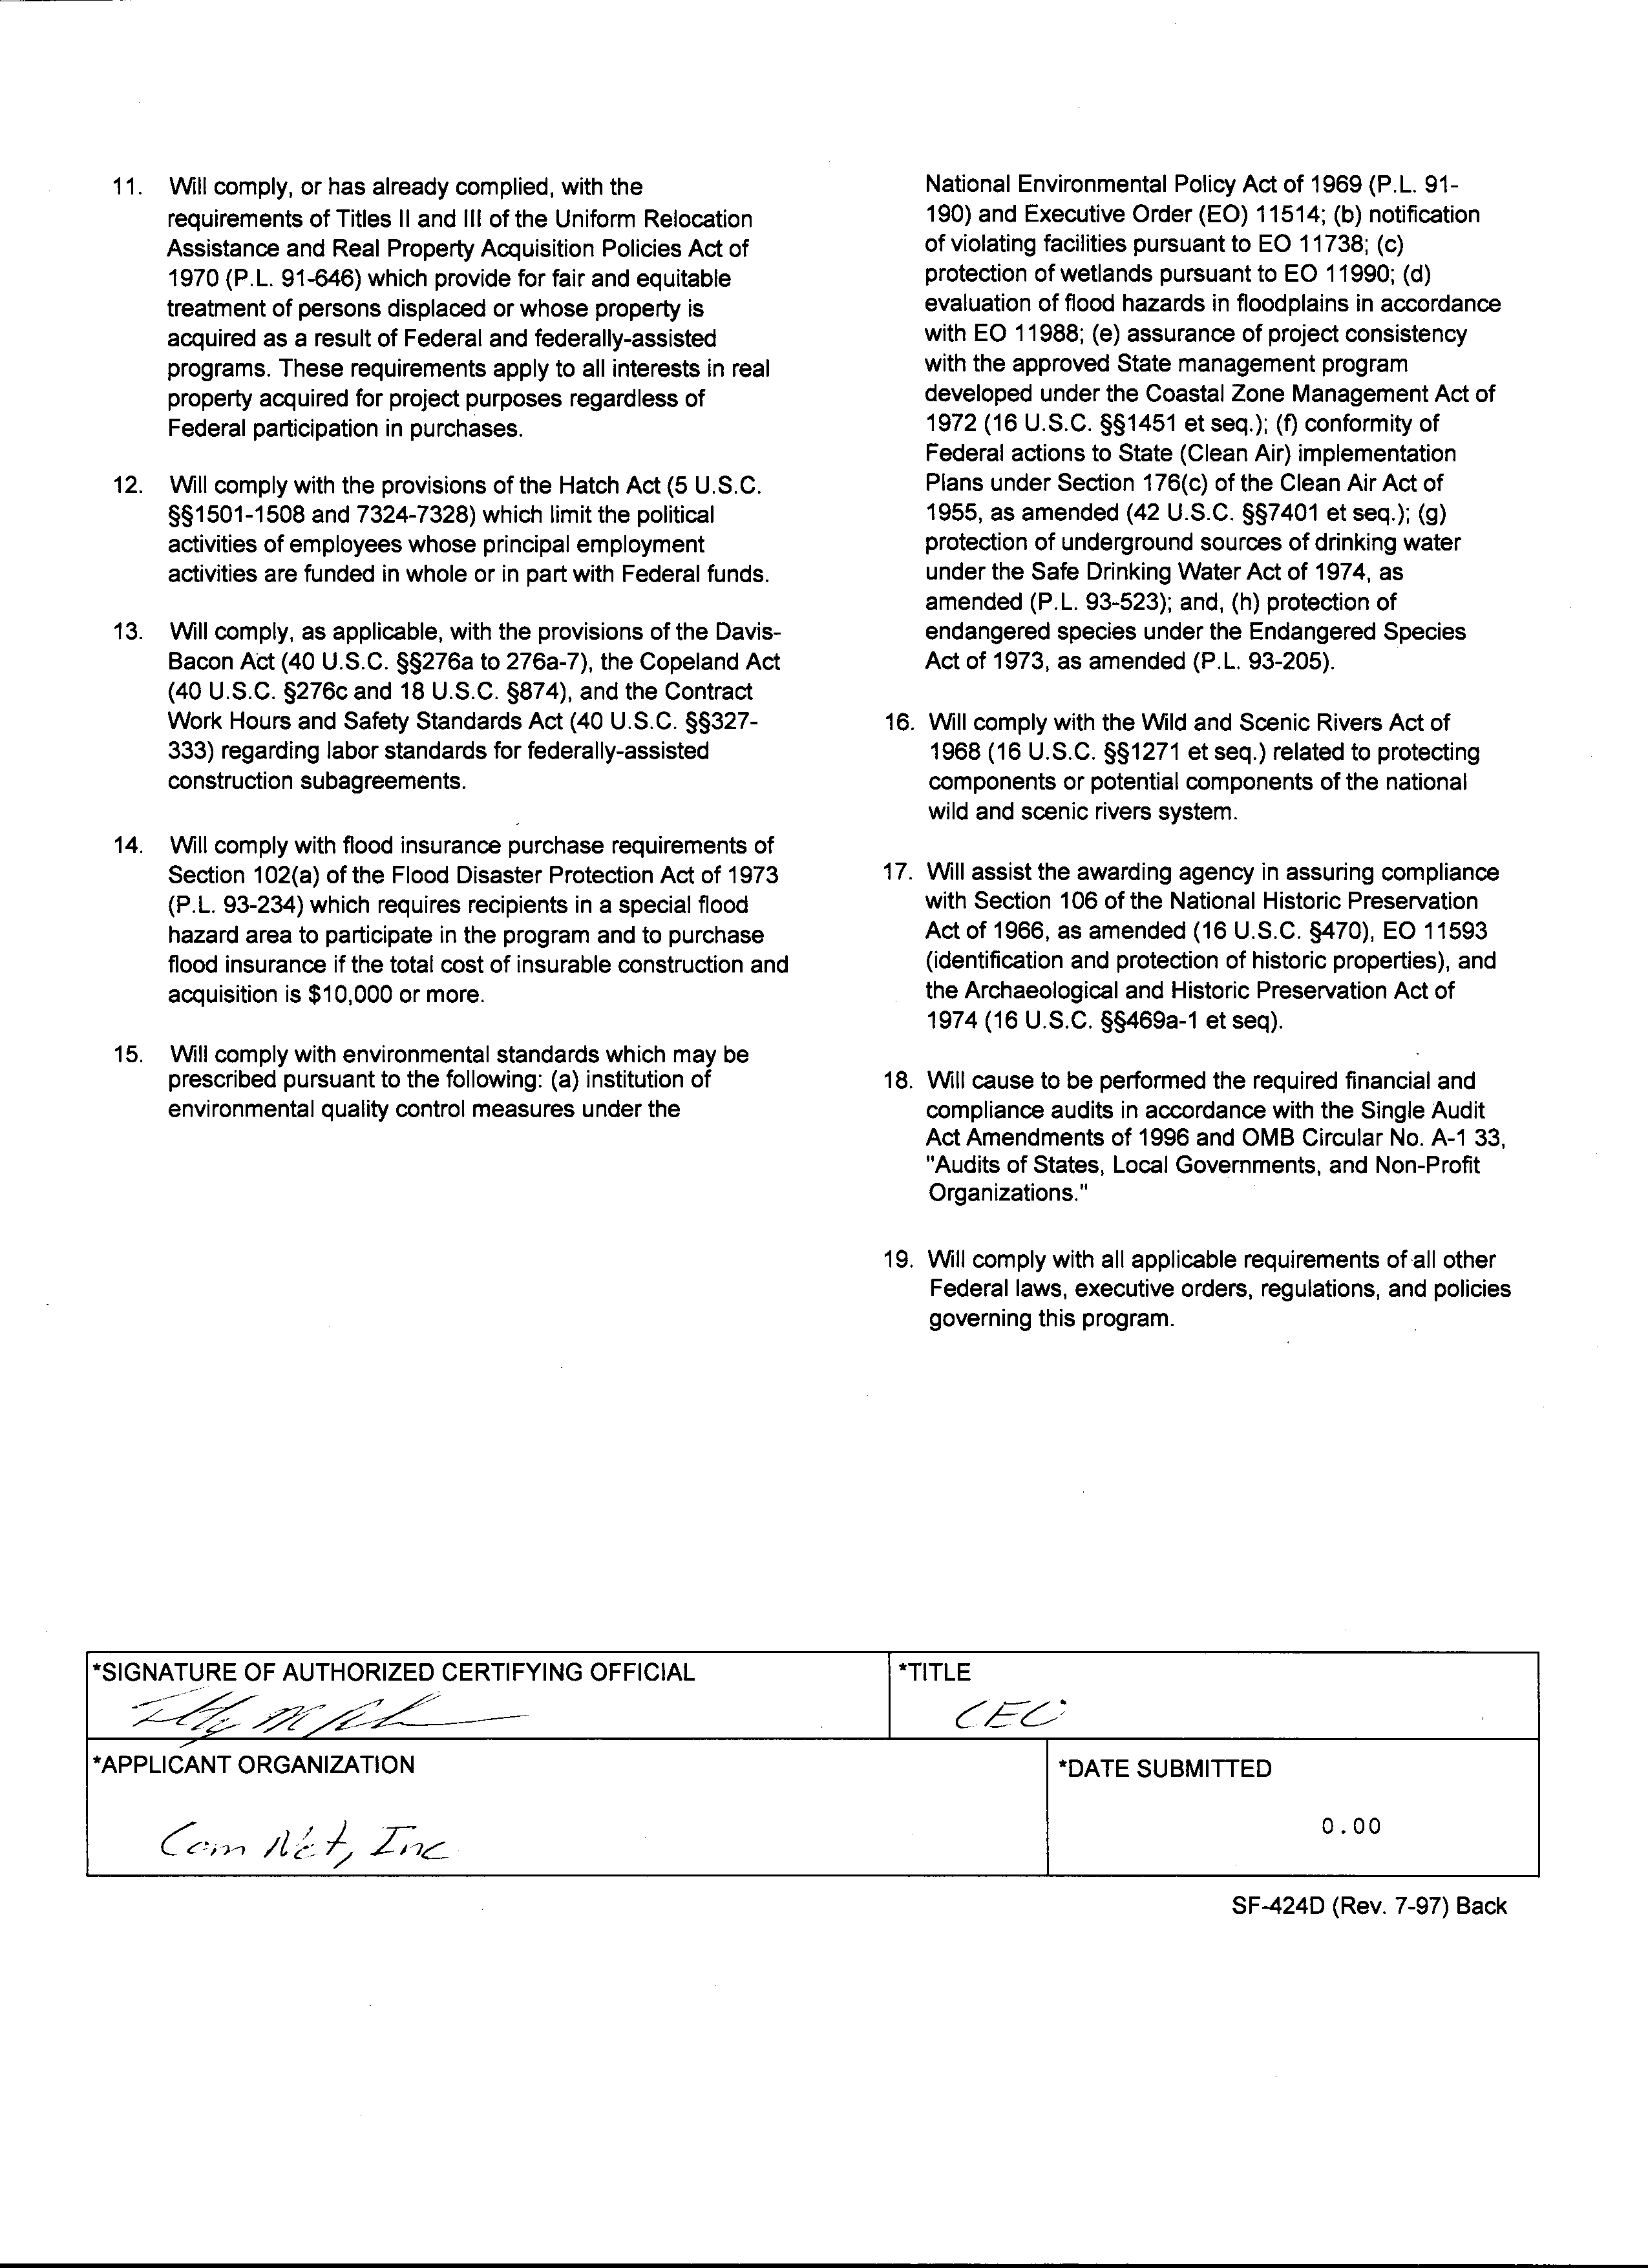 11. Will comply, or has already complied, with the
requirements of Titles II and III of the Uniform Relocation
Assistance and Real Property Acquisition Policies Act of
1970 (P.L. 91-646) which provide for fair and equitable
treatment of persons displaced or whose property is
acquired as a result of Federal and federally-assisted
programs. These requirements apply to all interests in real
property acquired for project purposes regardless of
Federal participation in purchases.
12. Will comply with the provisions of the Hatch Act (5 U.S.C.
§§1501-1508 and 7324-7328) which limit the political
activities of employees whose principal employment
activities are funded in whole or in part with Federal funds.
13. Will comply, as applicable, with the provisions of the Davis-
Bacon Act (40 U.S.C. §§276a to 276a-7), the Copeland Act
(40 U.S.C. §276c and 18 U.S.C. §874), and the Contract
Work Hours and Safety Standards Act (40 U.S.C. §§327-
333) regarding labor standards for federally-assisted
construction subagreements.
14. Will comply with flood insurance purchase requirements of
Section 102(a) of the Flood Disaster Protection Act of 1973
(P.L. 93-234) which requires recipients in a special flood
hazard area to participate in the program and to purchase
flood insurance if the total cost of insurable construction and
acquisition is $10,000 or more.
15. Will comply with environmental standards which may be
prescribed pursuant to the following: (a) institution of
environmental quality control measures under the
National Environmental Policy Act of 1969 (P.L. 91-
190) and Executive Order (EO) 11514; (b) notification
of violating facilities pursuant to EO 11738; (c)
protection of wetlands pursuant to EO 11990; (d)
evaluation of flood hazards in floodplains in accordance
with EO 11988; (e) assurance of project consistency
with the approved State management program
developed under the Coastal Zone Management Act of
1972 (16 U.S.C. §§1451 et seq.); (f) conformity of
Federal actions to State (Clean Air) implementation
Plans under Section 176(c) of the Clean Air Act of
1955, as amended (42 U.S.C. §§7401 et seq.); (g)
protection of underground sources of drinking water
under the Safe Drinking Water Act of 1974, as
amended (P.L. 93-523); and, (h) protection of
endangered species under the Endangered Species
Act of 1973, as amended (P.L. 93-205).
16. Will comply with the Wild and Scenic Rivers Act of
1968 (16 U.S.C. §§1271 et seq.) related to protecting
components or potential components of the national
wild and scenic rivers system.
17. Will assist the awarding agency in assuring compliance
with Section 106 of the National Historic Preservation
Act of 1966, as amended (16 U.S.C. §470), EO 11593
(identification and protection of historic properties), and
the Archaeological and Historic Preservation Act of
1974 (16 U.S.C. §§469a-1 et seq).
18. Will cause to be performed the required financial and
compliance audits in accordance with the Single Audit
Act Amendments of 1996 and OMB Circular No. A-1 33,
"Audits of States, Local Governments, and Non-Profit
Organizations."
19. Will comply with all applicable requirements of all other
Federal laws, executive orders, regulations, and policies
governing this program.
*SIGNATURE OF AUTHORIZED CERTIFYING OFFICIAL
*TITLE
CEO
*APPLICANT ORGANIZATION
Com Net, Inc
*DATE SUBMITTED
0.00
SF-424D (Rev. 7-97) Back